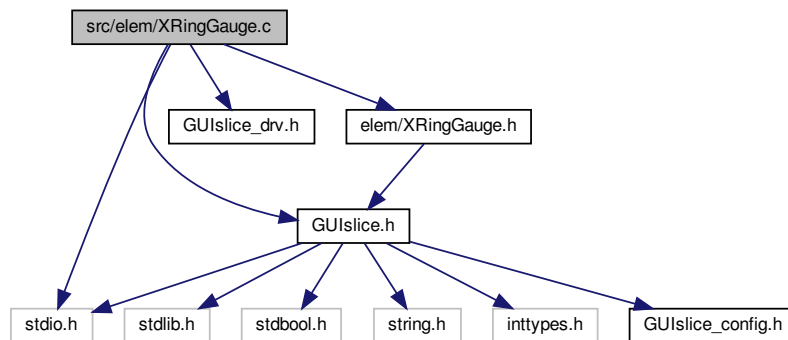 src/elem/XRingGauge.c
GUIslice_drv.h
elem/XRingGauge.h
GUIslice.h
stdio.h
stdlib.h
stdbool.h
string.h
inttypes.h
GUIslice_config.h